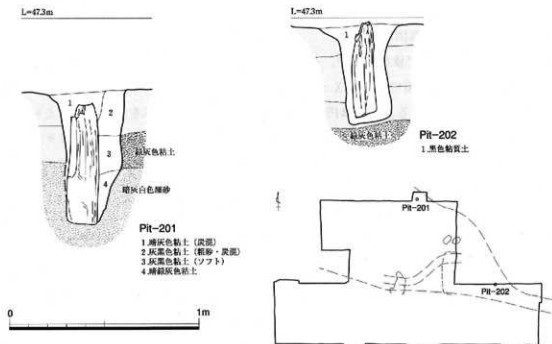 L=47.3m
1
2
3
4
緑灰色粘土
暗灰白色細砂
Pit-201
1.暗灰色粘土(炭混)
2.灰黒色粘土(粗砂・炭混)
3.灰黒色粘土(ソフト)
4.暗緑灰色粘土
0
1m
L=47.3m
1
緑灰色粘土
Pit-202
1.黒色粘質土
Pit-201
Pit-202